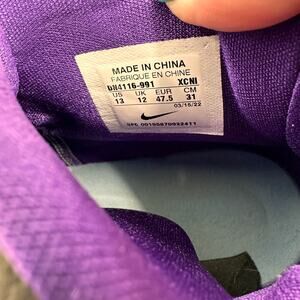 MADE IN CHINA
FABRIQUE EN CHINE
DJ4116-991 XCNI
US UK EUR CM
13 12 47.5 31
03/15/22